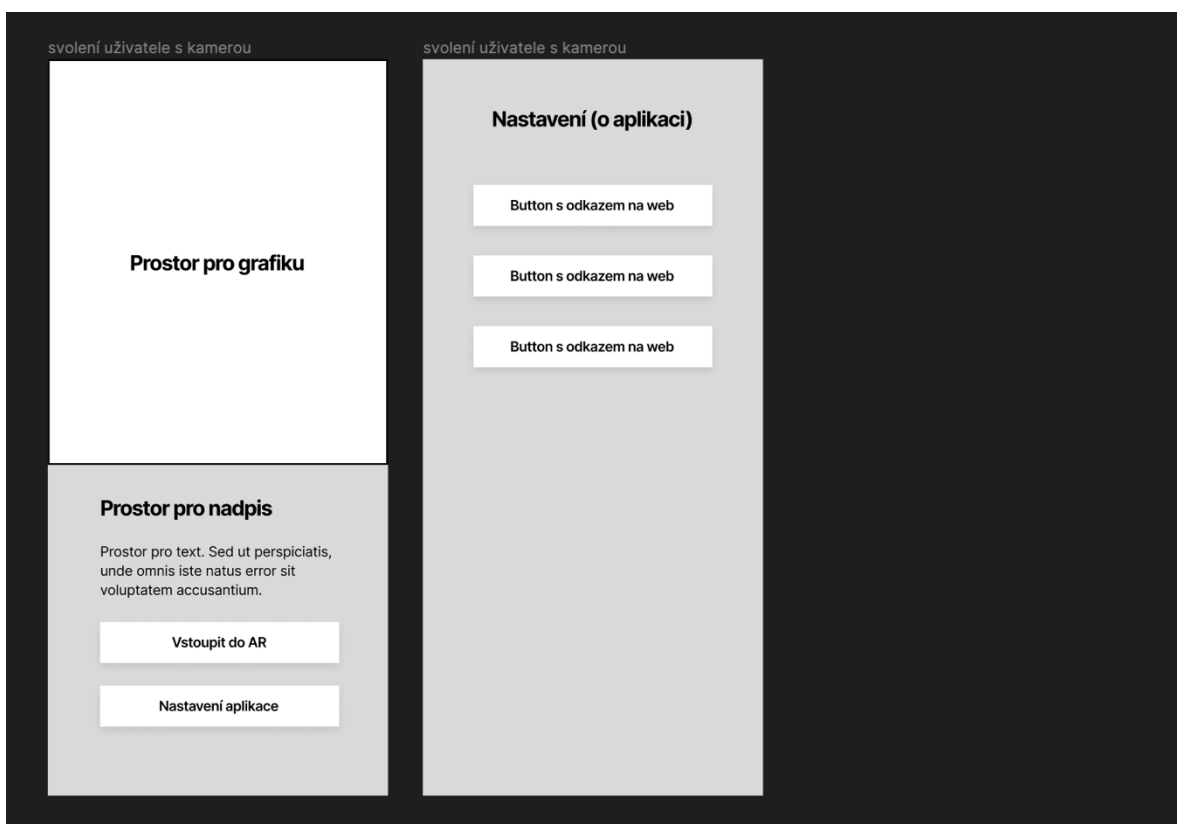 svolení uživatele s kamerou
Prostor pro grafiku
Prostor pro nadpis
Prostor pro text. Sed ut perspiciatis,
unde omnis iste natus error sit
voluptatem accusantium.
Vstoupit do AR
Nastavení aplikace
svolení uživatele s kamerou
Nastavení (o aplikaci)
Button s odkazem na web
Button s odkazem na web
Button s odkazem na web